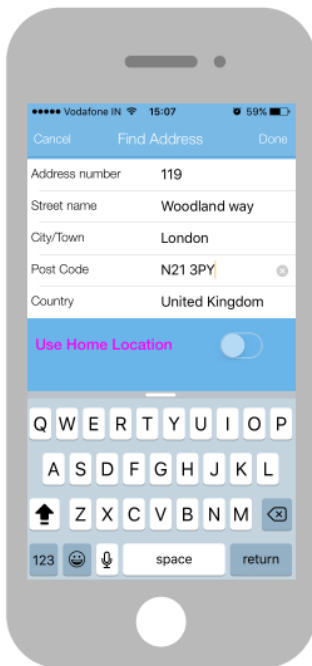 Vodafone IN 15:07 59%
Cancel Find Address Done
Address number 119
Street name Woodland way
City/Town London
Post Code N21 3PY
Country United Kingdom
Use Home Location
Q W E R T Y U I O P
A S D F G H J K L
Z X C V B N M
123 space return